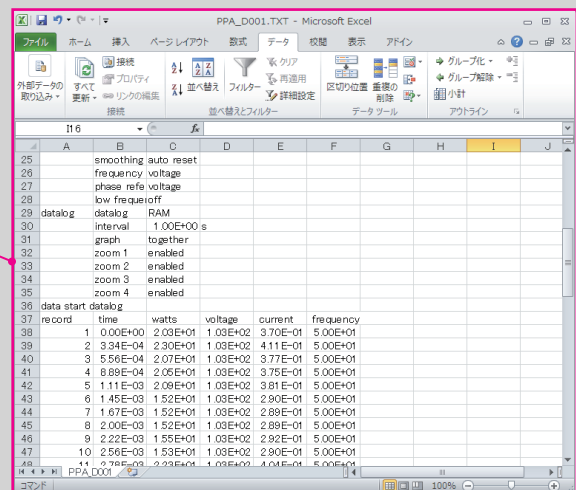 PPA_D001.TXT - Microsoft Excel
ファイル ホーム 挿入 ページ レイアウト 数式 データ 校閲 表示 アドイン
外部データの取り込み
すべて更新
接続
プロパティ
リンクの編集
接続
並べ替え
フィルター
クリア
再適用
詳細設定
並べ替えとフィルター
区切り位置
重複の削除
データ ツール
グループ化
グループ解除
小計
アウトライン
I16 fx
A B C D E F G H I J
25 smoothing auto reset
26 frequency voltage
27 phase refe voltage
28 low freque off
29 datalog datalog RAM
30 interval 1.00E+00 s
31 graph together
32 zoom 1 enabled
33 zoom 2 enabled
34 zoom 3 enabled
35 zoom 4 enabled
36 data start datalog
37 record time watts voltage current frequency
38 1 0.00E+00 2.03E+01 1.03E+02 3.70E-01 5.00E+01
39 2 3.34E-04 2.30E+01 1.03E+02 4.11E-01 5.00E+01
40 3 5.56E-04 2.07E+01 1.03E+02 3.77E-01 5.00E+01
41 4 8.89E-04 2.05E+01 1.03E+02 3.75E-01 5.00E+01
42 5 1.11E-03 2.09E+01 1.03E+02 3.81E-01 5.00E+01
43 6 1.45E-03 1.52E+01 1.03E+02 2.90E-01 5.00E+01
44 7 1.67E-03 1.52E+01 1.03E+02 2.89E-01 5.00E+01
45 8 2.00E-03 1.52E+01 1.03E+02 2.89E-01 5.00E+01
46 9 2.22E-03 1.55E+01 1.03E+02 2.92E-01 5.00E+01
47 10 2.56E-03 1.53E+01 1.03E+02 2.90E-01 5.00E+01
48 11 2.78E-03 2.23E+01 1.03E+02 4.04E-01 5.00E+01
PPA_D001
コマンド 100%